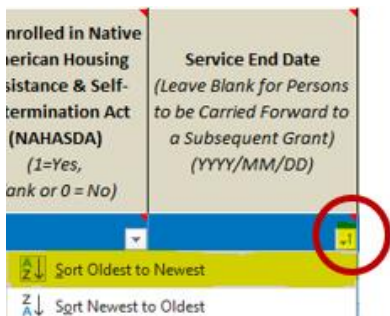 nrolled in Native
erican Housing
sistance & Self-
termination Act
(NAHASDA)
(1=Yes,
ank or 0 = No)
Service End Date
(Leave Blank for Persons
to be Carried Forward to
a Subsequent Grant)
(YYYY/MM/DD)
Sort Oldest to Newest
Sort Newest to Oldest